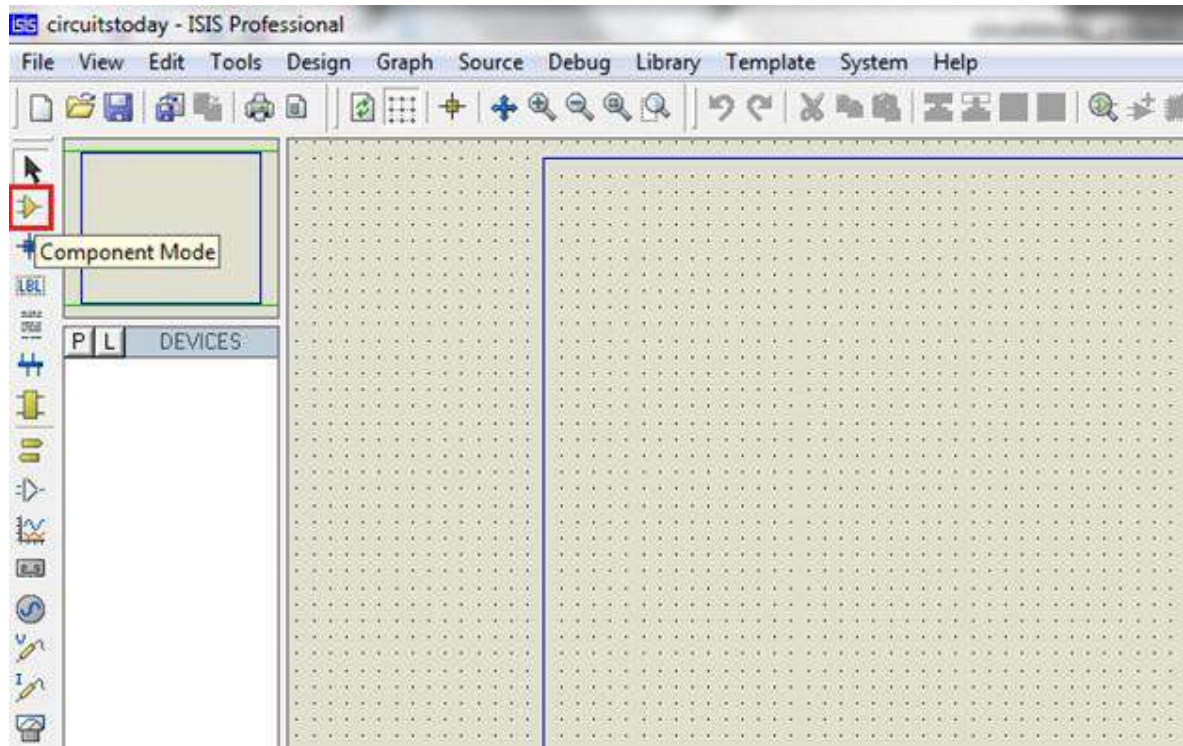 ISIS circuitstoday - ISIS Professional
File View Edit Tools Design Graph Source Debug Library Template System Help
Component Mode
LBL
P L DEVICES
V
I